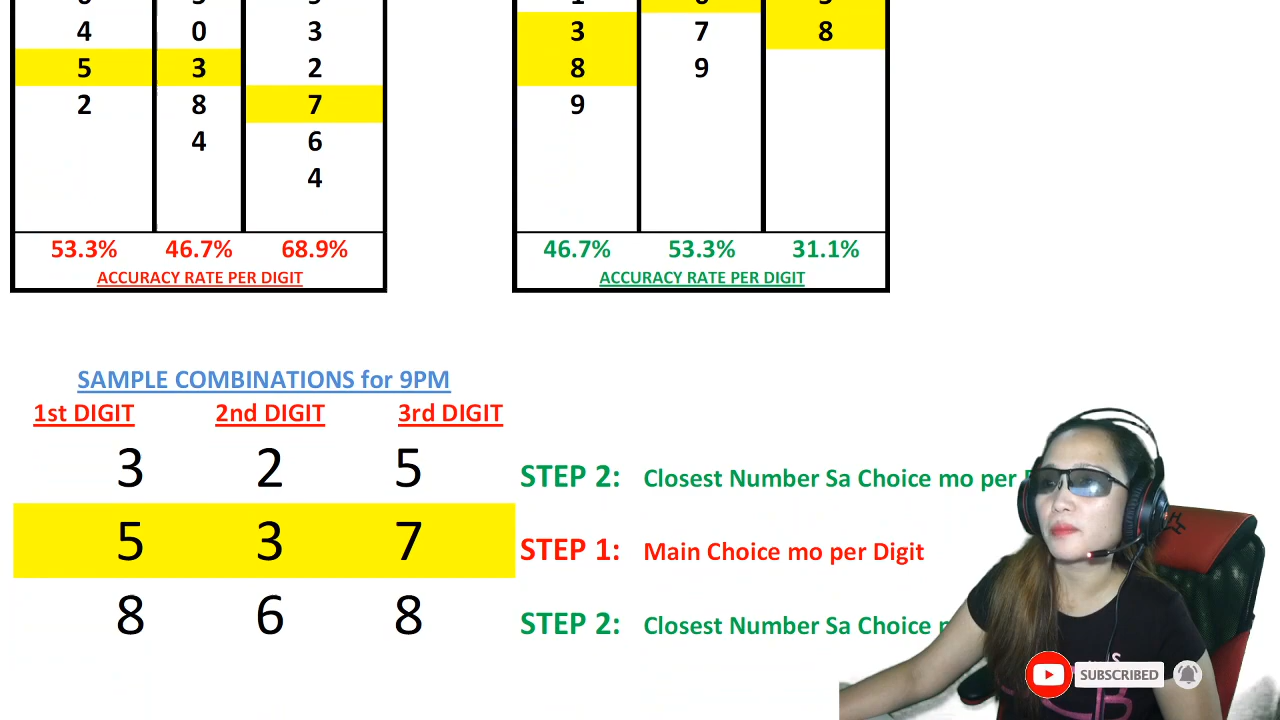 4 0 3 3 7 8
5 3 2 8 9
2 8 7 9
4 6
4
53.3% 46.7% 68.9% 46.7% 53.3% 31.1%
ACCURACY RATE PER DIGIT ACCURACY RATE PER DIGIT
SAMPLE COMBINATIONS for 9PM
1st DIGIT 2nd DIGIT 3rd DIGIT
3 2 5 STEP 2: Closest Number Sa Choice mo per
5 3 7 STEP 1: Main Choice mo per Digit
8 6 8 STEP 2: Closest Number Sa Choice
SUBSCRIBED